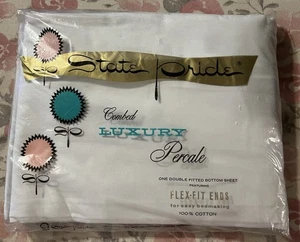 State Pride
Combed
LUXURY
Percale
ONE DOUBLE FITTED BOTTOM SHEET
FEATURING
FLEX-FIT ENDS
for easy bedmaking
100% COTTON